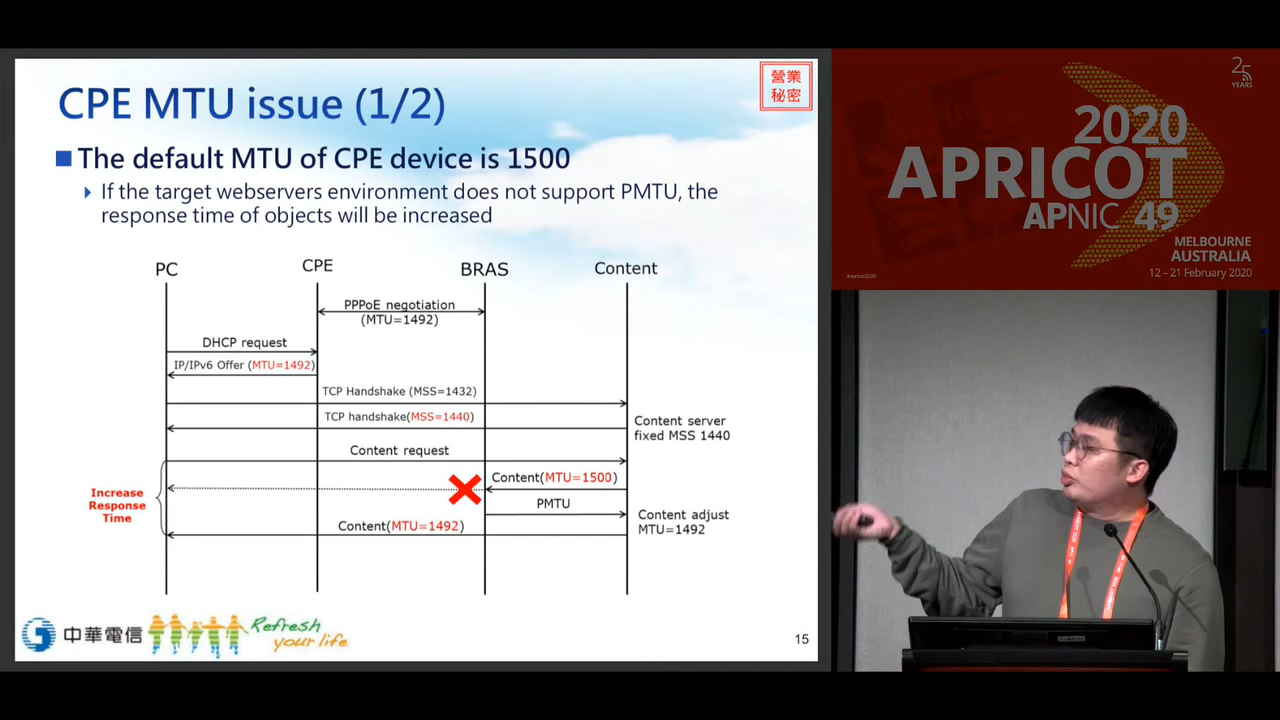 CPE MTU issue (1/2)
營業
秘密
The default MTU of CPE device is 1500
If the target webservers environment does not support PMTU, the
response time of objects will be increased
PC
CPE
BRAS
Content
PPPoE negotiation
(MTU=1492)
DHCP request
IP/IPv6 Offer (MTU=1492)
TCP Handshake (MSS=1432)
TCP handshake(MSS=1440)
Content server
fixed MSS 1440
Content request
Content(MTU=1500)
Increase
Response
Time
PMTU
Content adjust
MTU=1492
Content(MTU=1492)
中華電信
Refresh
your life
15
25
YEARS
2020
APRICOT
APNIC 49
MELBOURNE
AUSTRALIA
12 – 21 February 2020
#apricot2020